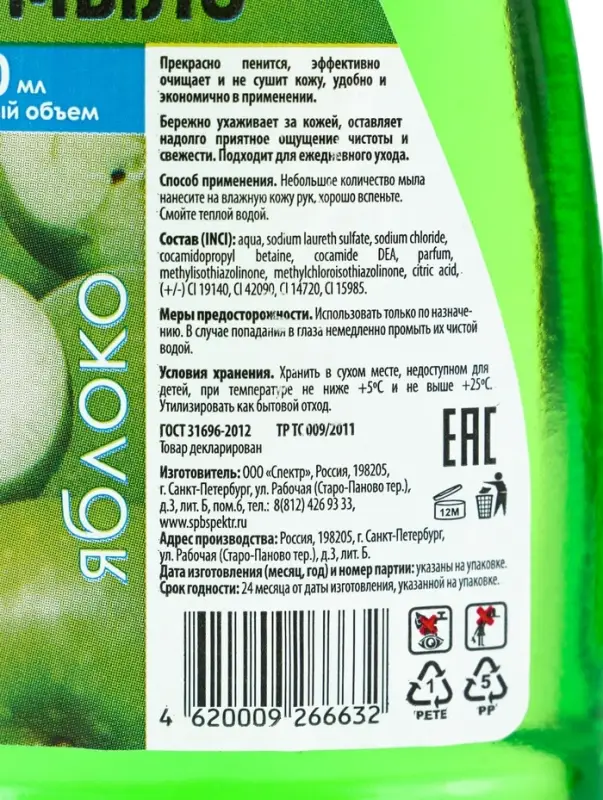 МЫЛО
0 мл
ый объем
ЯБЛОКО
Прекрасно пенится, эффективно
очищает и не сушит кожу, удобно и
экономично в применении.
Бережно ухаживает за кожей, оставляет
надолго приятное ощущение чистоты и
свежести. Подходит для ежедневного ухода.
Способ применения. Небольшое количество мыла
нанести на влажную кожу рук, хорошо вспеньте.
Смойте теплой водой.
Состав (INCI): aqua, sodium laureth sulfate, sodium chloride,
cocamidopropyl betaine, cocamide DEA, parfum,
methylisothiazolinone, methylchloroisothiazolinone, citric acid,
(+/-) CI 19140, CI 42090, CI 14720, CI 15985.
Меры предосторожности. Использовать только по назначе-
нию. В случае попадания в глаза немедленно промыть их чистой
водой.
Условия хранения. Хранить в сухом месте, недоступном для
детей, при температуре не ниже +5ºC и не выше +25ºC.
Утилизировать как бытовой отход.
ГОСТ 31696-2012 ТР ТС 009/2011
Товар декларирован
EAC
Изготовитель: ООО «Спектр», Россия, 198205,
г. Санкт-Петербург, ул. Рабочая (Старо-Паново тер.),
д.3, лит. Б, пом.6, тел.: 8(812) 426 93 33,
www.spbspektr.ru
12M
Адрес производства: Россия, 198205, г. Санкт-Петербург,
ул. Рабочая (Старо-Паново тер.), д.3, лит. Б.
Дата изготовления (месяц, год) и номер партии: указаны на упаковке.
Срок годности: 24 месяца от даты изготовления, указанной на упаковке.
4 620009 266632
1
PETE
5
PP